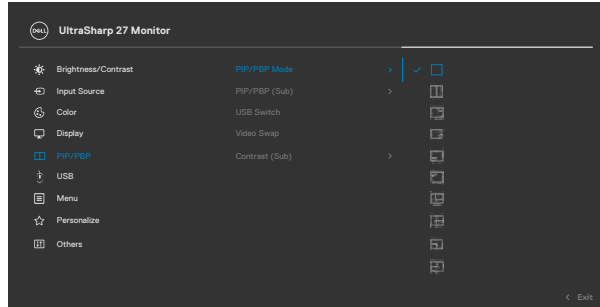 DELL UltraSharp 27 Monitor
Brightness/Contrast PIP/PBP Mode
Input Source PIP/PBP (Sub)
Color USB Switch
Display Video Swap
PIP/PBP Contrast (Sub)
USB
Menu
Personalize
Others
Exit